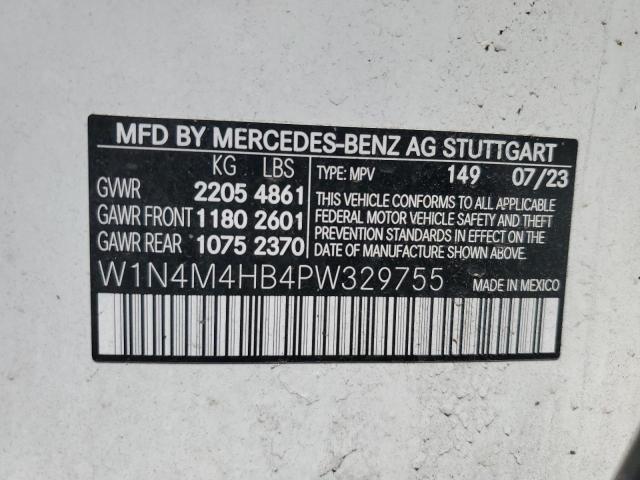 MFD BY MERCEDES-BENZ AG STUTTGART
KG LBS
GVWR 2205 4861
GAWR FRONT 1180 2601
GAWR REAR 1075 2370
TYPE: MPV 149 07/23
THIS VEHICLE CONFORMS TO ALL APPLICABLE
FEDERAL MOTOR VEHICLE SAFETY AND THEFT
PREVENTION STANDARDS IN EFFECT ON THE
DATE OF MANUFACTURE SHOWN ABOVE.
W1N4M4HB4PW329755
MADE IN MEXICO